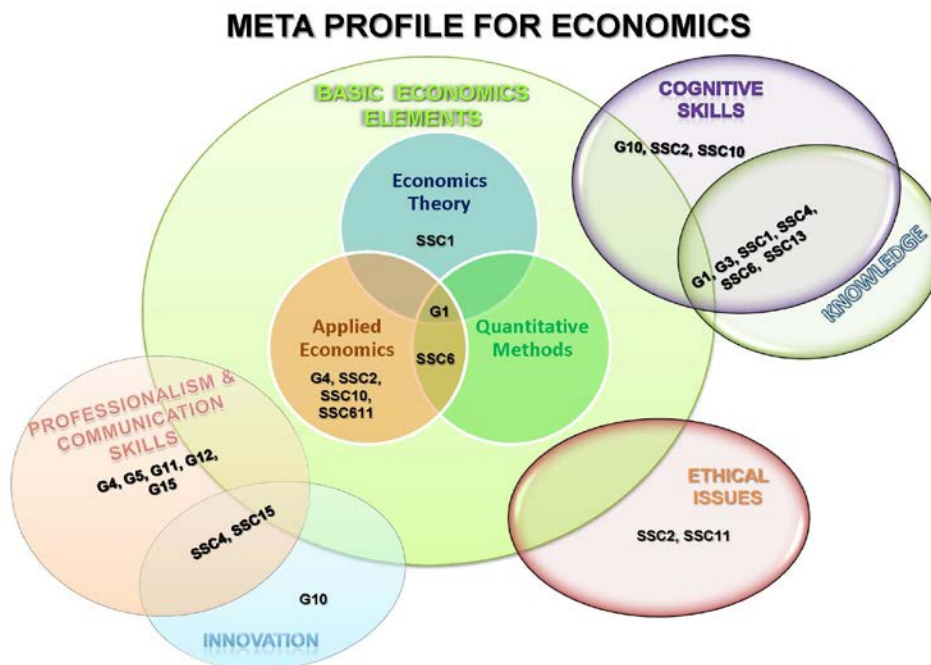 META PROFILE FOR ECONOMICS
BASIC ECONOMICS
ELEMENTS
Economics
Theory
SSC1
Applied
Economics
G4, SSC2,
SSC10,
SSC611
G1
SSC6
Quantitative
Methods
COGNITIVE
SKILLS
G10, SSC2, SSC10
G1, G3, SSC1, SSC4,
SSC6, SSC13
KNOWLEDGE
PROFESSIONALISM &
COMMUNICATION
SKILLS
G4, G5, G11, G12,
G15
SSC4, SSC15
G10
INNOVATION
ETHICAL
ISSUES
SSC2, SSC11